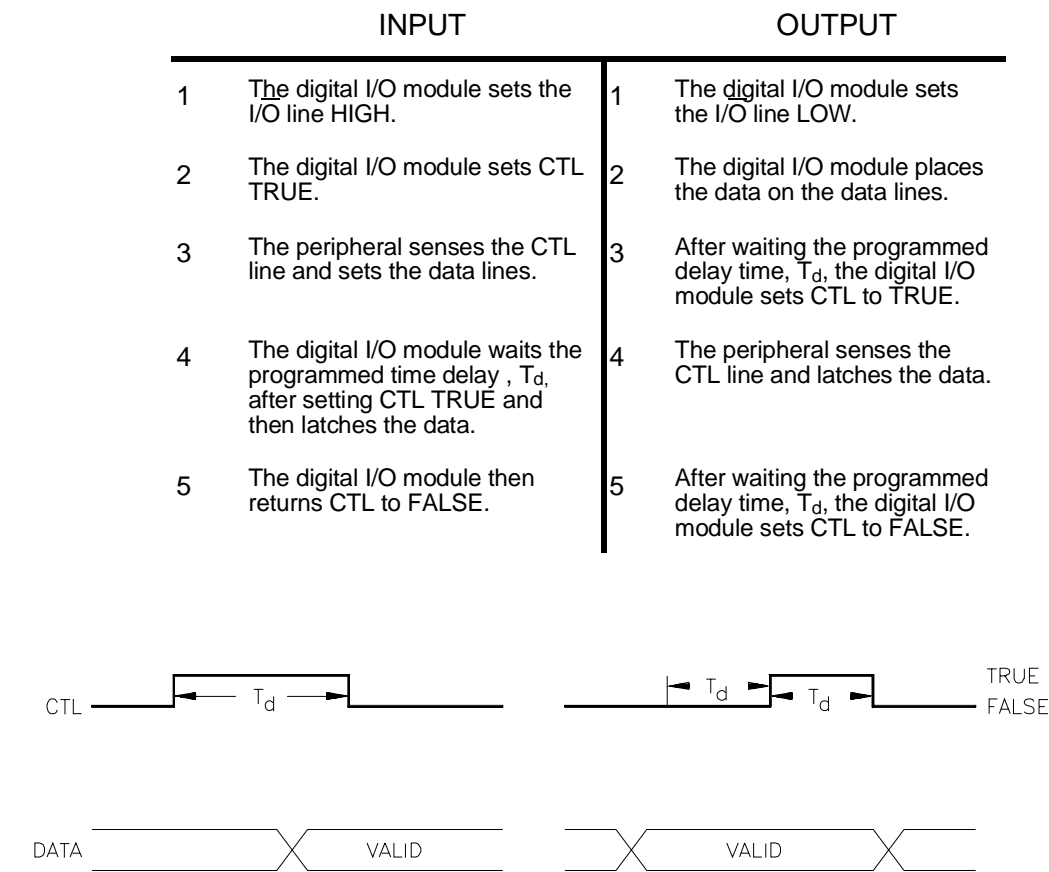 INPUT
OUTPUT
1
The digital I/O module sets the
I/O̅ line HIGH.
2
The digital I/O module sets CTL
TRUE.
3
The peripheral senses the CTL
line and sets the data lines.
4
The digital I/O module waits the
programmed time delay , Td,
after setting CTL TRUE and
then latches the data.
5
The digital I/O module then
returns CTL to FALSE.
1
The digital I/O module sets
the I/O̅ line LOW.
2
The digital I/O module places
the data on the data lines.
3
After waiting the programmed
delay time, Td, the digital I/O
module sets CTL to TRUE.
4
The peripheral senses the
CTL line and latches the data.
5
After waiting the programmed
delay time, Td, the digital I/O
module sets CTL to FALSE.
CTL
Td
Td
Td
TRUE
FALSE
DATA
VALID
VALID